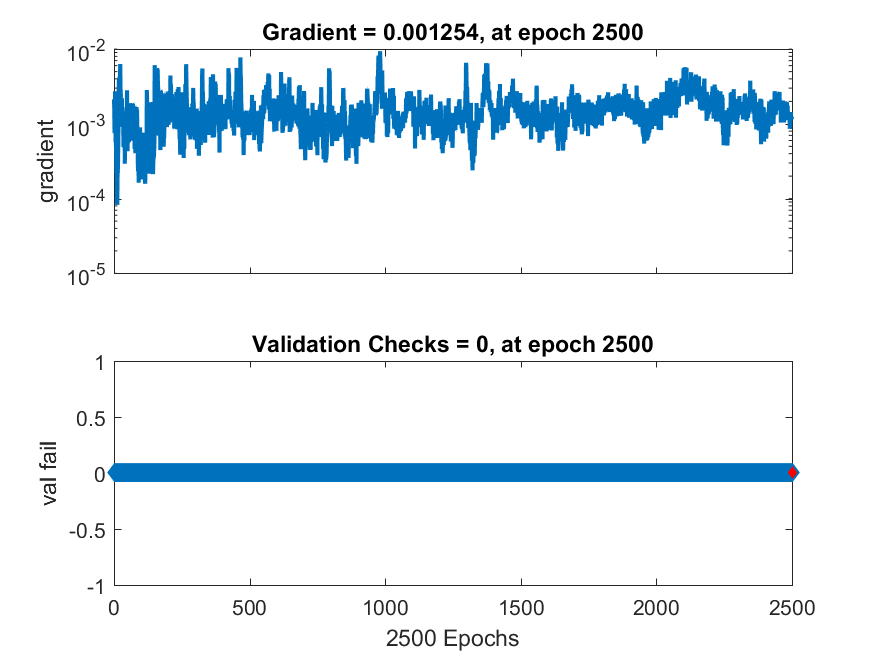 Gradient = 0.001254, at epoch 2500
10^-2
10^-3
10^-4
10^-5
gradient
Validation Checks = 0, at epoch 2500
1
0.5
0
-0.5
-1
val fail
0 500 1000 1500 2000 2500
2500 Epochs